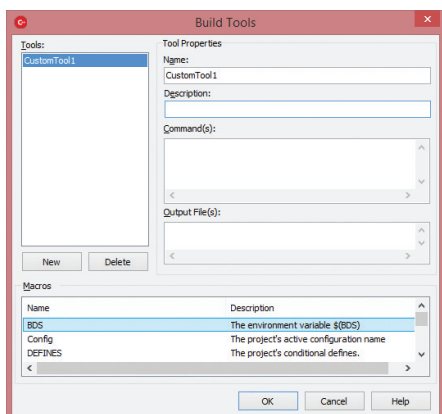 Build Tools
Tools:
CustomTool1
New
Delete
Tool Properties
Name:
CustomTool1
Description:
Command(s):
Output File(s):
Macros
Name Description
BDS The environment variable $(BDS)
Config The project's active configuration name
DEFINES The project's conditional defines.
OK Cancel Help